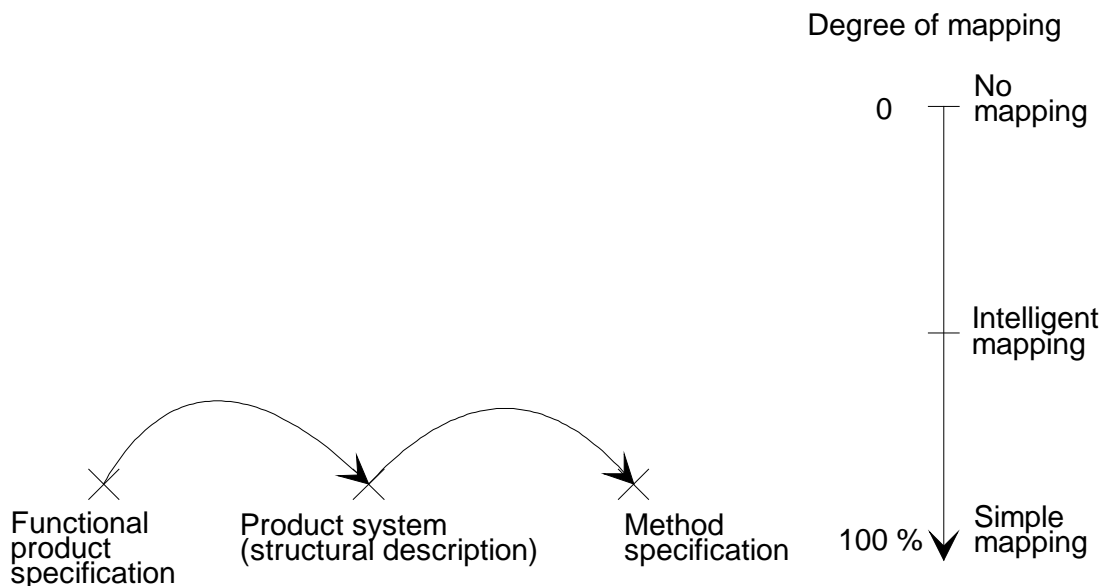 Degree of mapping
0
No
mapping
Intelligent
mapping
100 %
Simple
mapping
Functional
product
specification
Product system
(structural description)
Method
specification